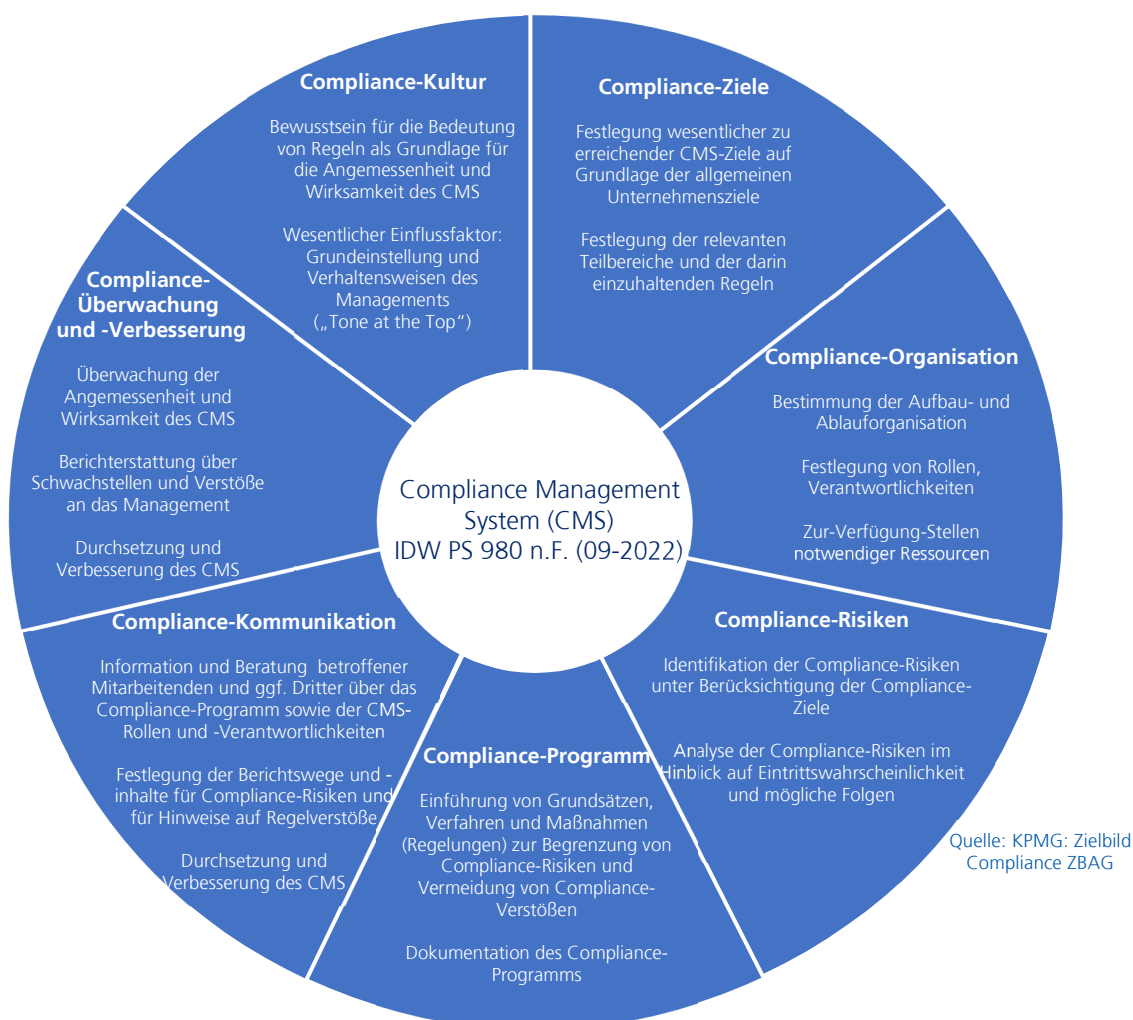 Compliance-Kultur
Bewusstsein für die Bedeutung
von Regeln als Grundlage für
die Angemessenheit und
Wirksamkeit des CMS
Wesentlicher Einflussfaktor:
Grundeinstellung und
Verhaltensweisen des
Managements
(„Tone at the Top“)
Compliance-Ziele
Festlegung wesentlicher zu
erreichender CMS-Ziele auf
Grundlage der allgemeinen
Unternehmensziele
Festlegung der relevanten
Teilbereiche und der darin
einzuhaltenden Regeln
Compliance-Organisation
Bestimmung der Aufbau- und
Ablauforganisation
Festlegung von Rollen,
Verantwortlichkeiten
Zur-Verfügung-Stellen
notwendiger Ressourcen
Compliance-Risiken
Identifikation der Compliance-Risiken
unter Berücksichtigung der Compliance-
Ziele
Analyse der Compliance-Risiken im
Hinblick auf Eintrittswahrscheinlichkeit
und mögliche Folgen
Compliance-Programm
Einführung von Grundsätzen,
Verfahren und Maßnahmen
(Regelungen) zur Begrenzung von
Compliance-Risiken und
Vermeidung von Compliance-
Verstößen
Dokumentation des Compliance-
Programms
Compliance-Kommunikation
Information und Beratung  betroffener
Mitarbeitenden und ggf. Dritter über das
Compliance-Programm sowie der CMS-
Rollen und -Verantwortlichkeiten
Festlegung der Berichtswege und -
inhalte für Compliance-Risiken und
für Hinweise auf Regelverstöße
Durchsetzung und
Verbesserung des CMS
Compliance-
Überwachung
und -Verbesserung
Überwachung der
Angemessenheit und
Wirksamkeit des CMS
Berichterstattung über
Schwachstellen und Verstöße
an das Management
Durchsetzung und
Verbesserung des CMS
Compliance Management
System (CMS)
IDW PS 980 n.F. (09-2022)
Quelle: KPMG: Zielbild
Compliance ZBAG